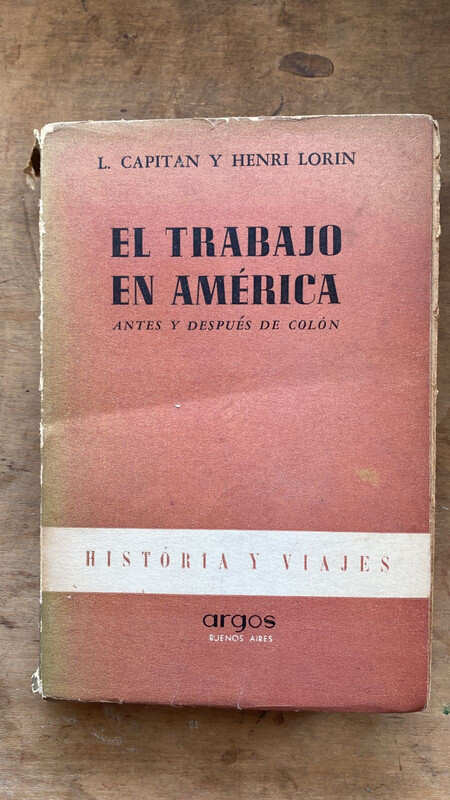 L. CAPITAN Y HENRI LORIN
EL TRABAJO
EN AMÉRICA
ANTES Y DESPUÉS DE COLÓN
HISTÓRIA Y VIAJES
argos
BUENOS AIRES